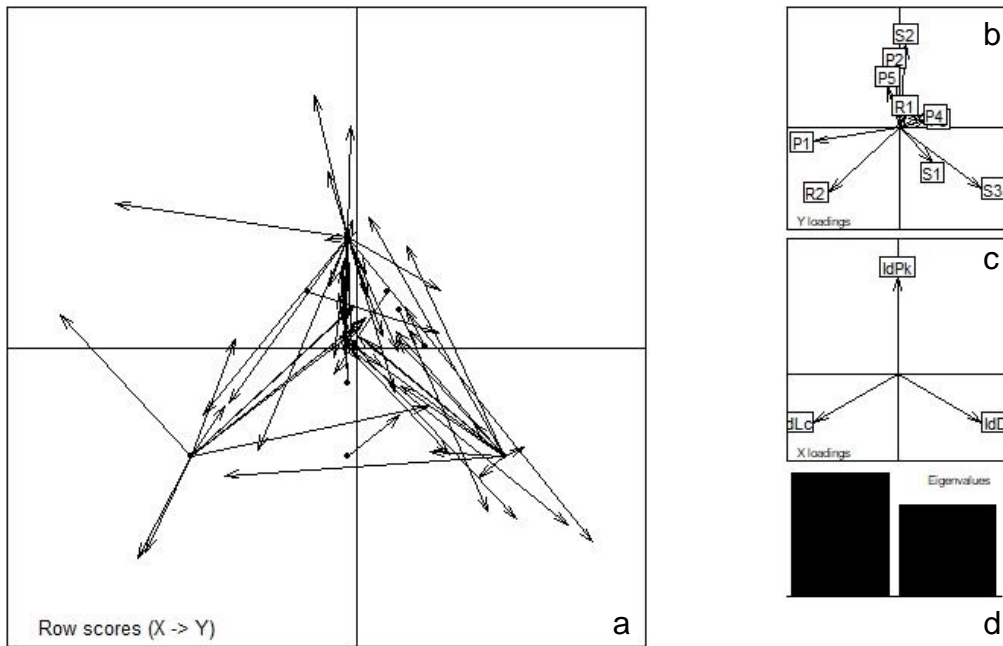 Row scores (X -> Y)
a
b
S2
P2
P5
R1
P4
P1
S1
R2
S3
Y loadings
c
IdPk
dLc
IdD
X loadings
Eigenvalues
d